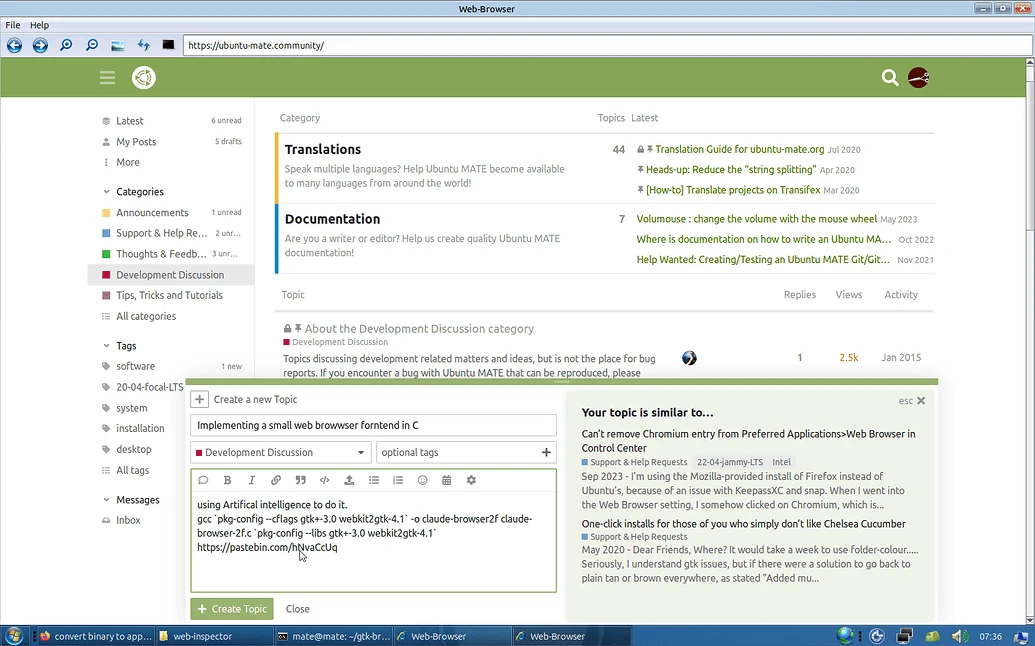 Web-Browser
File Help
https://ubuntu-mate.community/
Latest 6 unread
My Posts 5 drafts
More
Categories
Announcements 1 unread
Support & Help Re... 2 unr...
Thoughts & Feedb... 3 unr...
Development Discussion
Tips, Tricks and Tutorials
All categories
Tags
software 1 new
20-04-focal-LTS
system
installation
desktop
All tags
Messages
Inbox
Category Topics Latest
Translations 44
Speak multiple languages? Help Ubuntu MATE become available
to many languages from around the world!
Translation Guide for ubuntu-mate.org Jul 2020
Heads-up: Reduce the “string splitting” Apr 2020
[How-to] Translate projects on Transifex Mar 2020
Documentation 7
Are you a writer or editor? Help us create quality Ubuntu MATE
documentation!
Volumouse : change the volume with the mouse wheel May 2023
Where is documentation on how to write an Ubuntu MA... Oct 2022
Help Wanted: Creating/Testing an Ubuntu MATE Git/Git... Nov 2021
Topic Replies Views Activity
About the Development Discussion category
Development Discussion
Topics discussing development related matters and ideas, but is not the place for bug
reports. If you encounter a bug with Ubuntu MATE that can be reproduced, please
1 2.5k Jan 2015
Create a new Topic
Implementing a small web browwser forntend in C
Development Discussion
optional tags
using Artifical intelligence to do it.
gcc `pkg-config --cflags gtk+-3.0 webkit2gtk-4.1` -o claude-browser2f claude-
browser-2f.c `pkg-config --libs gtk+-3.0 webkit2gtk-4.1`
https://pastebin.com/hNvaCcUq
Create Topic Close
esc
Your topic is similar to...
Can’t remove Chromium entry from Preferred Applications>Web Browser in
Control Center
Support & Help Requests 22-04-jammy-LTS Intel
Sep 2023 - I'm using the Mozilla-provided install of Firefox instead of
Ubuntu's, because of an issue with KeepassXC and snap. When I went into
the Web Browser setting, I somehow clicked on Chromium, which is...
One-click installs for those of you who simply don’t like Chelsea Cucumber
Support & Help Requests
May 2020 - Dear Friends, Where? It would take a week to use folder-colour.....
Seriously, I understand gtk issues, but if there were a solution to go back to
plain tan or brown everywhere, as stated "Added mu...
convert binary to app...
web-inspector
mate@mate: ~/gtk-br...
Web-Browser
Web-Browser
07:36